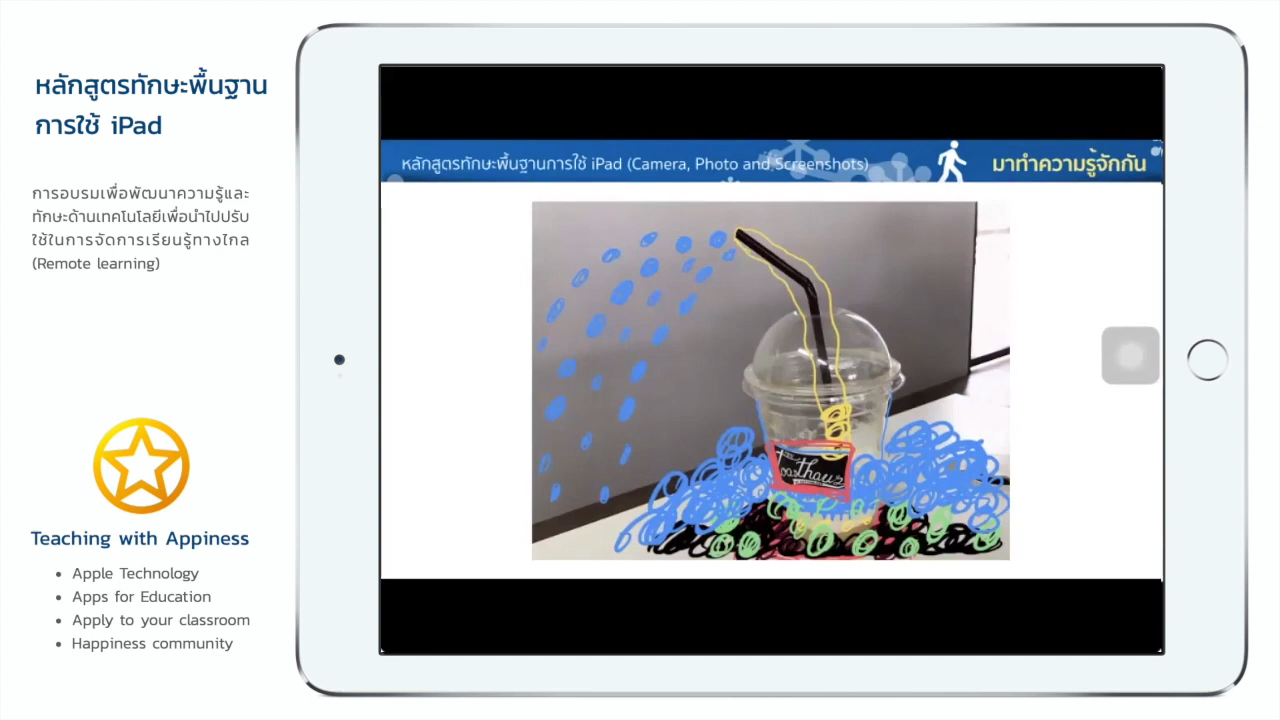 หลักสูตรทักษะพื้นฐาน
การใช้ iPad
การอบรมเพื่อพัฒนาความรู้และ
ทักษะด้านเทคโนโลยีเพื่อนำไปปรับ
ใช้ในการจัดการเรียนรู้ทางไกล
(Remote learning)
Teaching with Appiness
• Apple Technology
• Apps for Education
• Apply to your classroom
• Happiness community
หลักสูตรทักษะพื้นฐานการใช้ iPad (Camera, Photo and Screenshots)
มาทำความรู้จักกัน